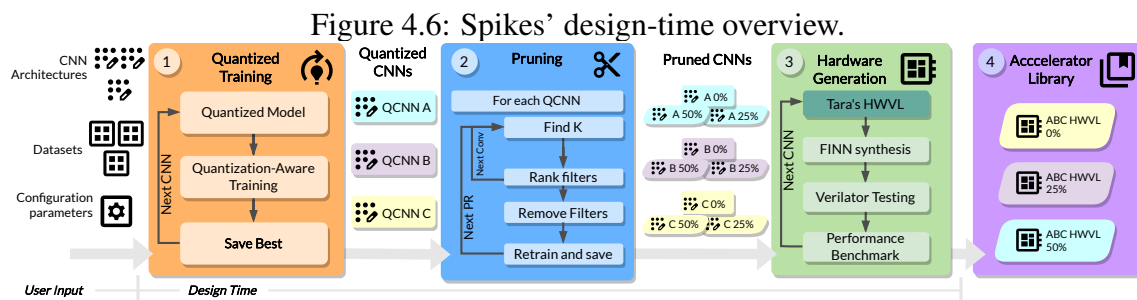 Figure 4.6: Spikes' design-time overview.
CNN
Architectures
Datasets
Configuration
parameters
1
Quantized
Training
Quantized Model
Quantization-Aware
Training
Save Best
Next CNN
Quantized
CNNs
QCNN A
QCNN B
QCNN C
2
Pruning
For each QCNN
Find K
Rank filters
Remove Filters
Retrain and save
Next Conv
Next PR
Pruned CNNs
A 0%
A 50%
A 25%
B 0%
B 50%
B 25%
C 0%
C 50%
C 25%
3
Hardware
Generation
Tara's HWVL
FINN synthesis
Verilator Testing
Performance
Benchmark
Next CNN
4
Acccelerator
Library
ABC HWVL
0%
ABC HWVL
25%
ABC HWVL
50%
User Input
Design Time